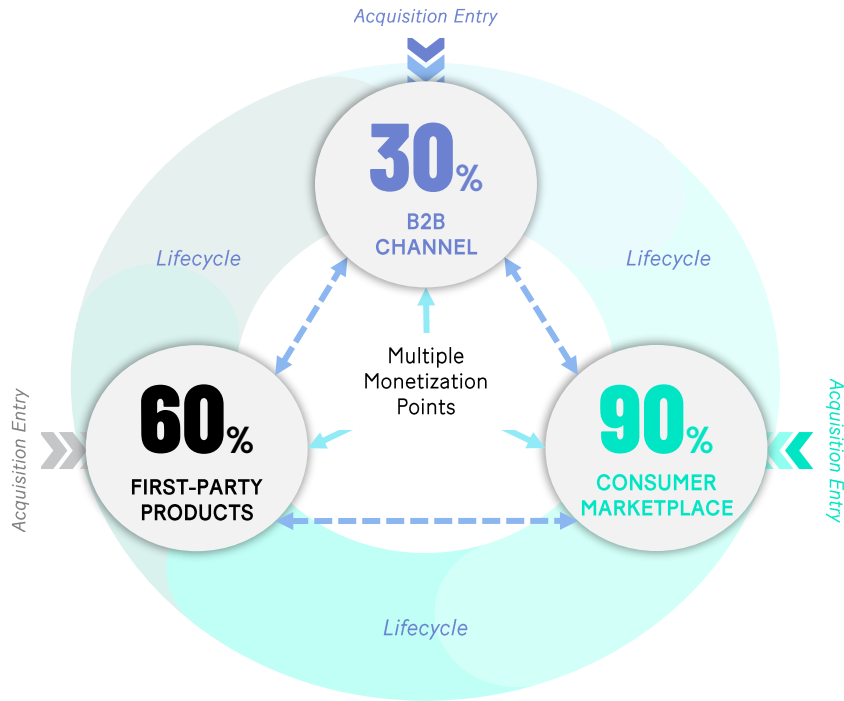 Acquisition Entry
30%
B2B
CHANNEL
Lifecycle
Lifecycle
Multiple
Monetization
Points
Acquisition Entry
60%
FIRST-PARTY
PRODUCTS
90%
CONSUMER
MARKETPLACE
Acquisition Entry
Lifecycle